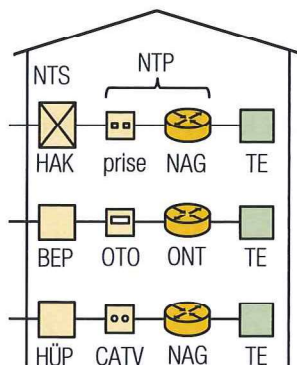 NTP
NTS
HAK prise NAG TE
BEP OTO ONT TE
HÜP CATV NAG TE